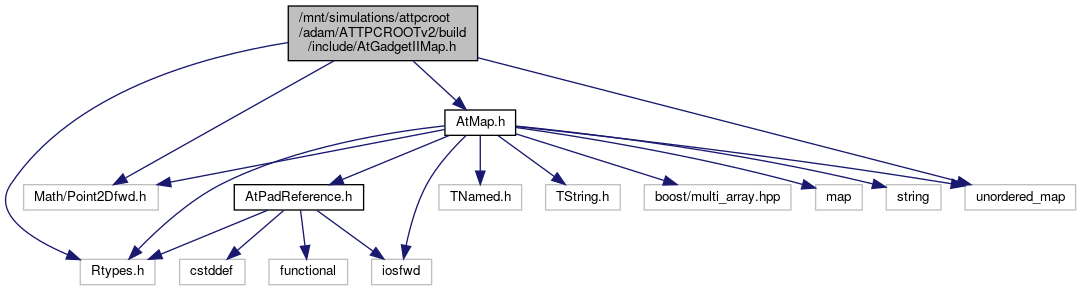 /mnt/simulations/attpcroot
/adam/ATTPCROOTv2/build
/include/AtGadgetIIMap.h
AtMap.h
Math/Point2Dfwd.h
AtPadReference.h
TNamed.h
TString.h
boost/multi_array.hpp
map
string
unordered_map
Rtypes.h
cstddef
functional
iosfwd